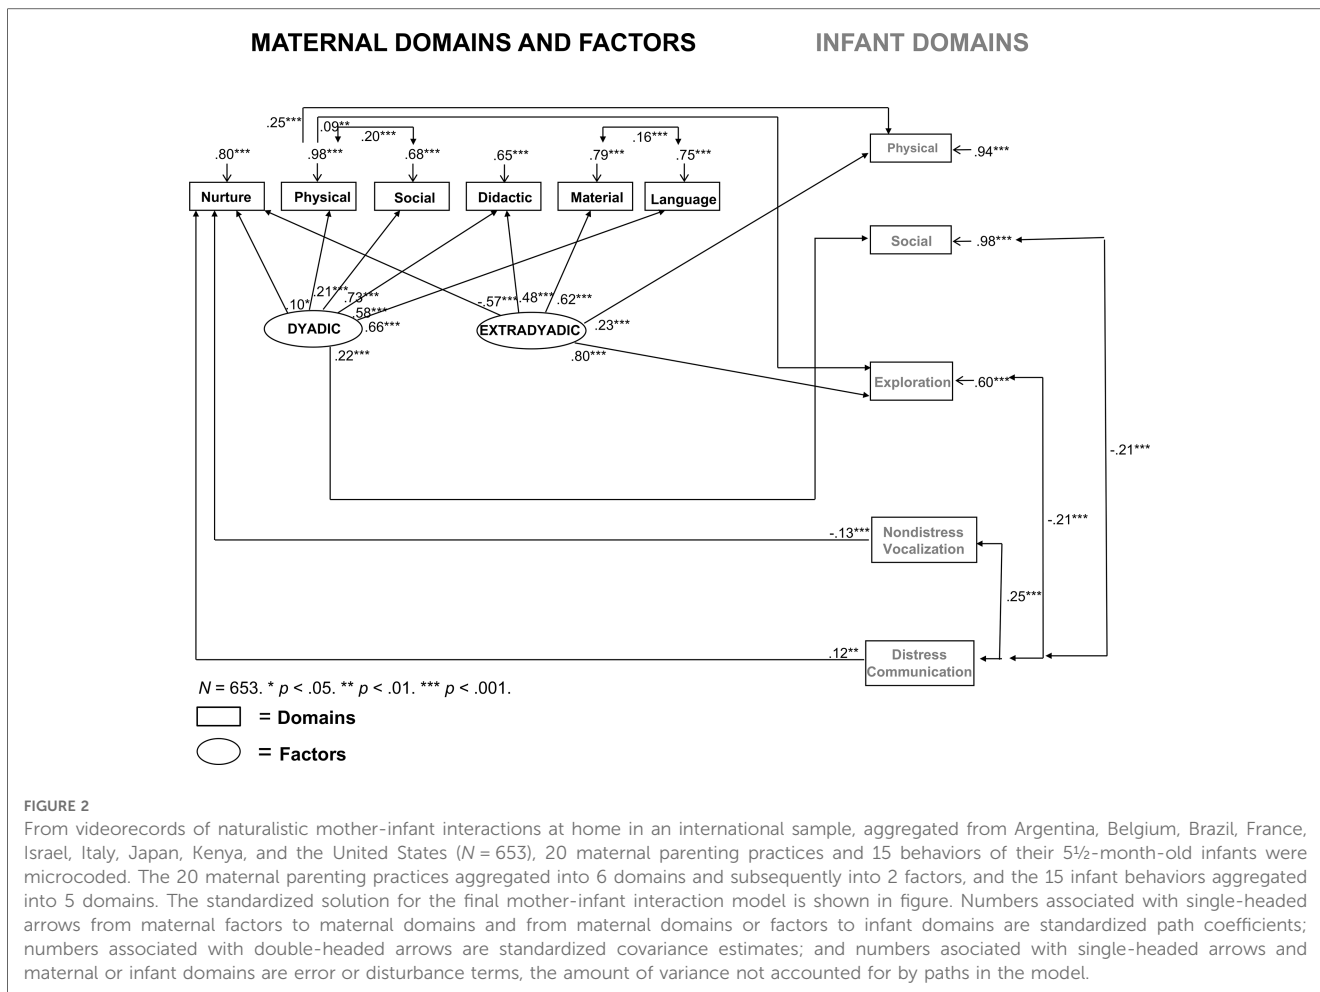 MATERNAL DOMAINS AND FACTORS INFANT DOMAINS
.25***
.09**
.20***
.16***
.80*** .98*** .68*** .65*** .79*** .75***
Physical .94***
Nurture Physical Social Didactic Material Language
Social .98***
.10* .21*** .73*** .58*** .66***
-.57*** .48*** .62***
DYADIC EXTRADYADIC .23***
.22*** .80***
Exploration .60***
-.21***
-.21***
-.13*** Nondistress
Vocalization
.25***
.12** Distress
Communication
N = 653. * p < .05. ** p < .01. *** p < .001.
= Domains
= Factors
FIGURE 2
From videorecords of naturalistic mother-infant interactions at home in an international sample, aggregated from Argentina, Belgium, Brazil, France,
Israel, Italy, Japan, Kenya, and the United States (N = 653), 20 maternal parenting practices and 15 behaviors of their 5½-month-old infants were
microcoded. The 20 maternal parenting practices aggregated into 6 domains and subsequently into 2 factors, and the 15 infant behaviors aggregated
into 5 domains. The standardized solution for the final mother-infant interaction model is shown in figure. Numbers associated with single-headed
arrows from maternal factors to maternal domains and from maternal domains or factors to infant domains are standardized path coefficients;
numbers associated with double-headed arrows are standardized covariance estimates; and numbers asociated with single-headed arrows and
maternal or infant domains are error or disturbance terms, the amount of variance not accounted for by paths in the model.